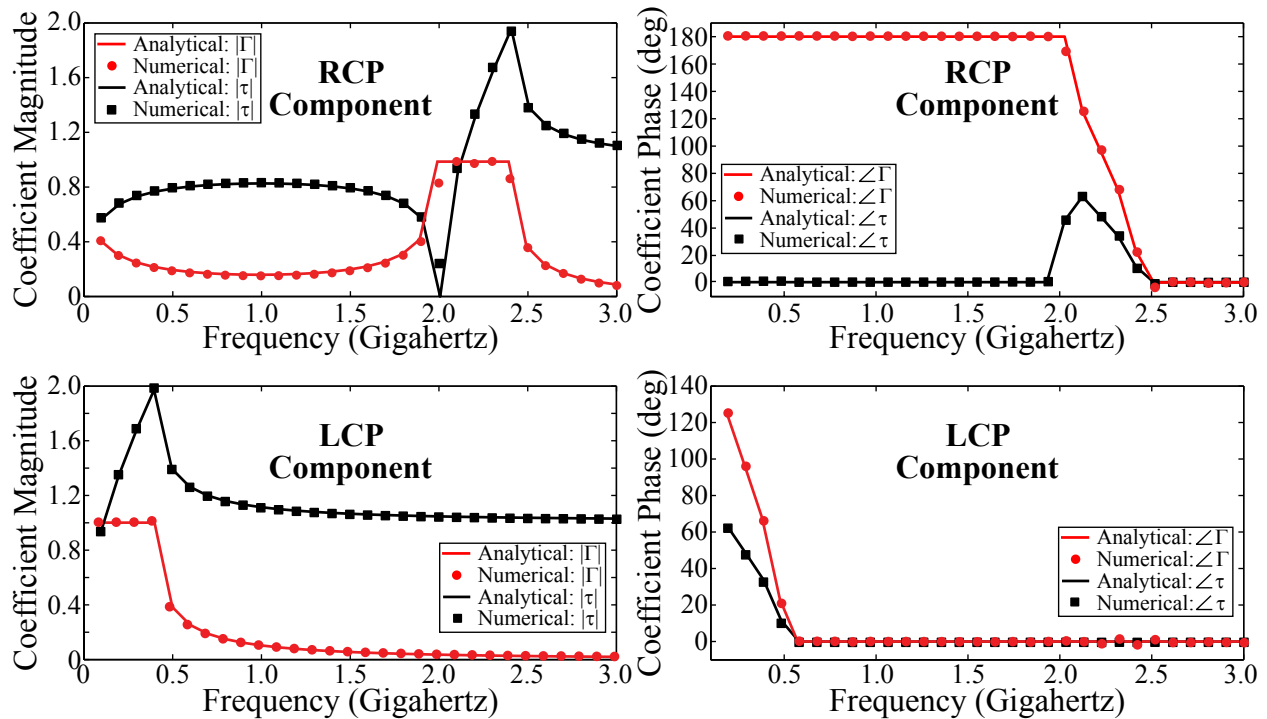 Coefficient Magnitude
2.0
1.6
1.2
0.8
0.4
0
Analytical: |Γ|
Numerical: |Γ|
Analytical: |τ|
Numerical: |τ|
RCP
Component
0.5
1.0
1.5
2.0
2.5
3.0
Frequency (Gigahertz)
Coefficient Phase (deg)
180
160
140
120
100
80
60
40
20
0
RCP
Component
Analytical: ∠Γ
Numerical: ∠Γ
Analytical: ∠τ
Numerical: ∠τ
0.5
1.0
1.5
2.0
2.5
3.0
Frequency (Gigahertz)
Coefficient Magnitude
2.0
1.6
1.2
0.8
0.4
0
LCP
Component
Analytical: |Γ|
Numerical: |Γ|
Analytical: |τ|
Numerical: |τ|
0
0.5
1.0
1.5
2.0
2.5
3.0
Frequency (Gigahertz)
Coefficient Phase (deg)
140
120
100
80
60
40
20
0
LCP
Component
Analytical: ∠Γ
Numerical: ∠Γ
Analytical: ∠τ
Numerical: ∠τ
0.5
1.0
1.5
2.0
2.5
3.0
Frequency (Gigahertz)